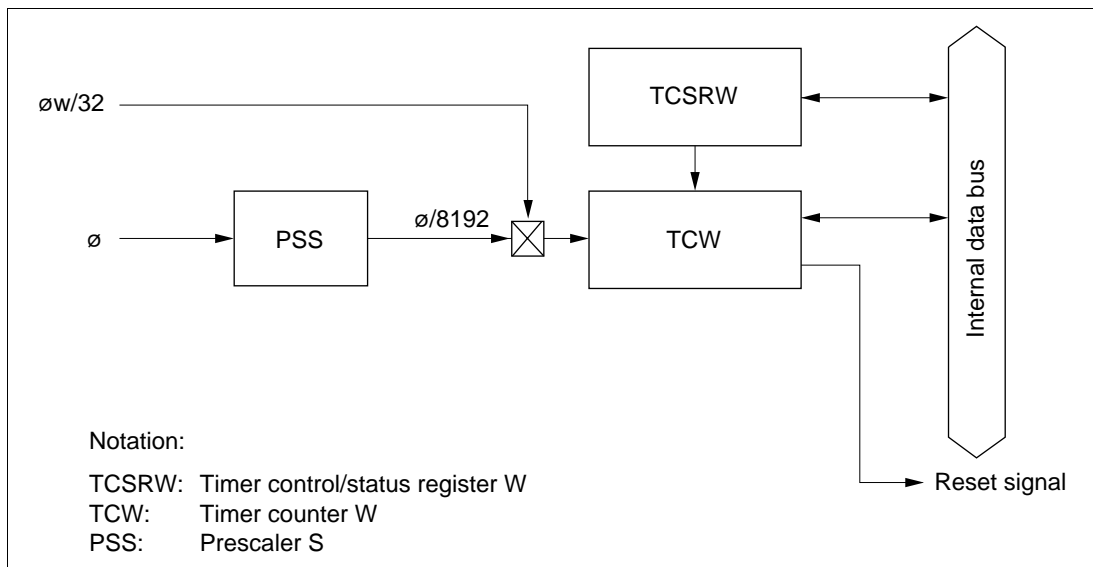 øw/32
TCSRW
ø
PSS
ø/8192
TCW
Internal data bus
Reset signal
Notation:
TCSRW: Timer control/status register W
TCW: Timer counter W
PSS: Prescaler S